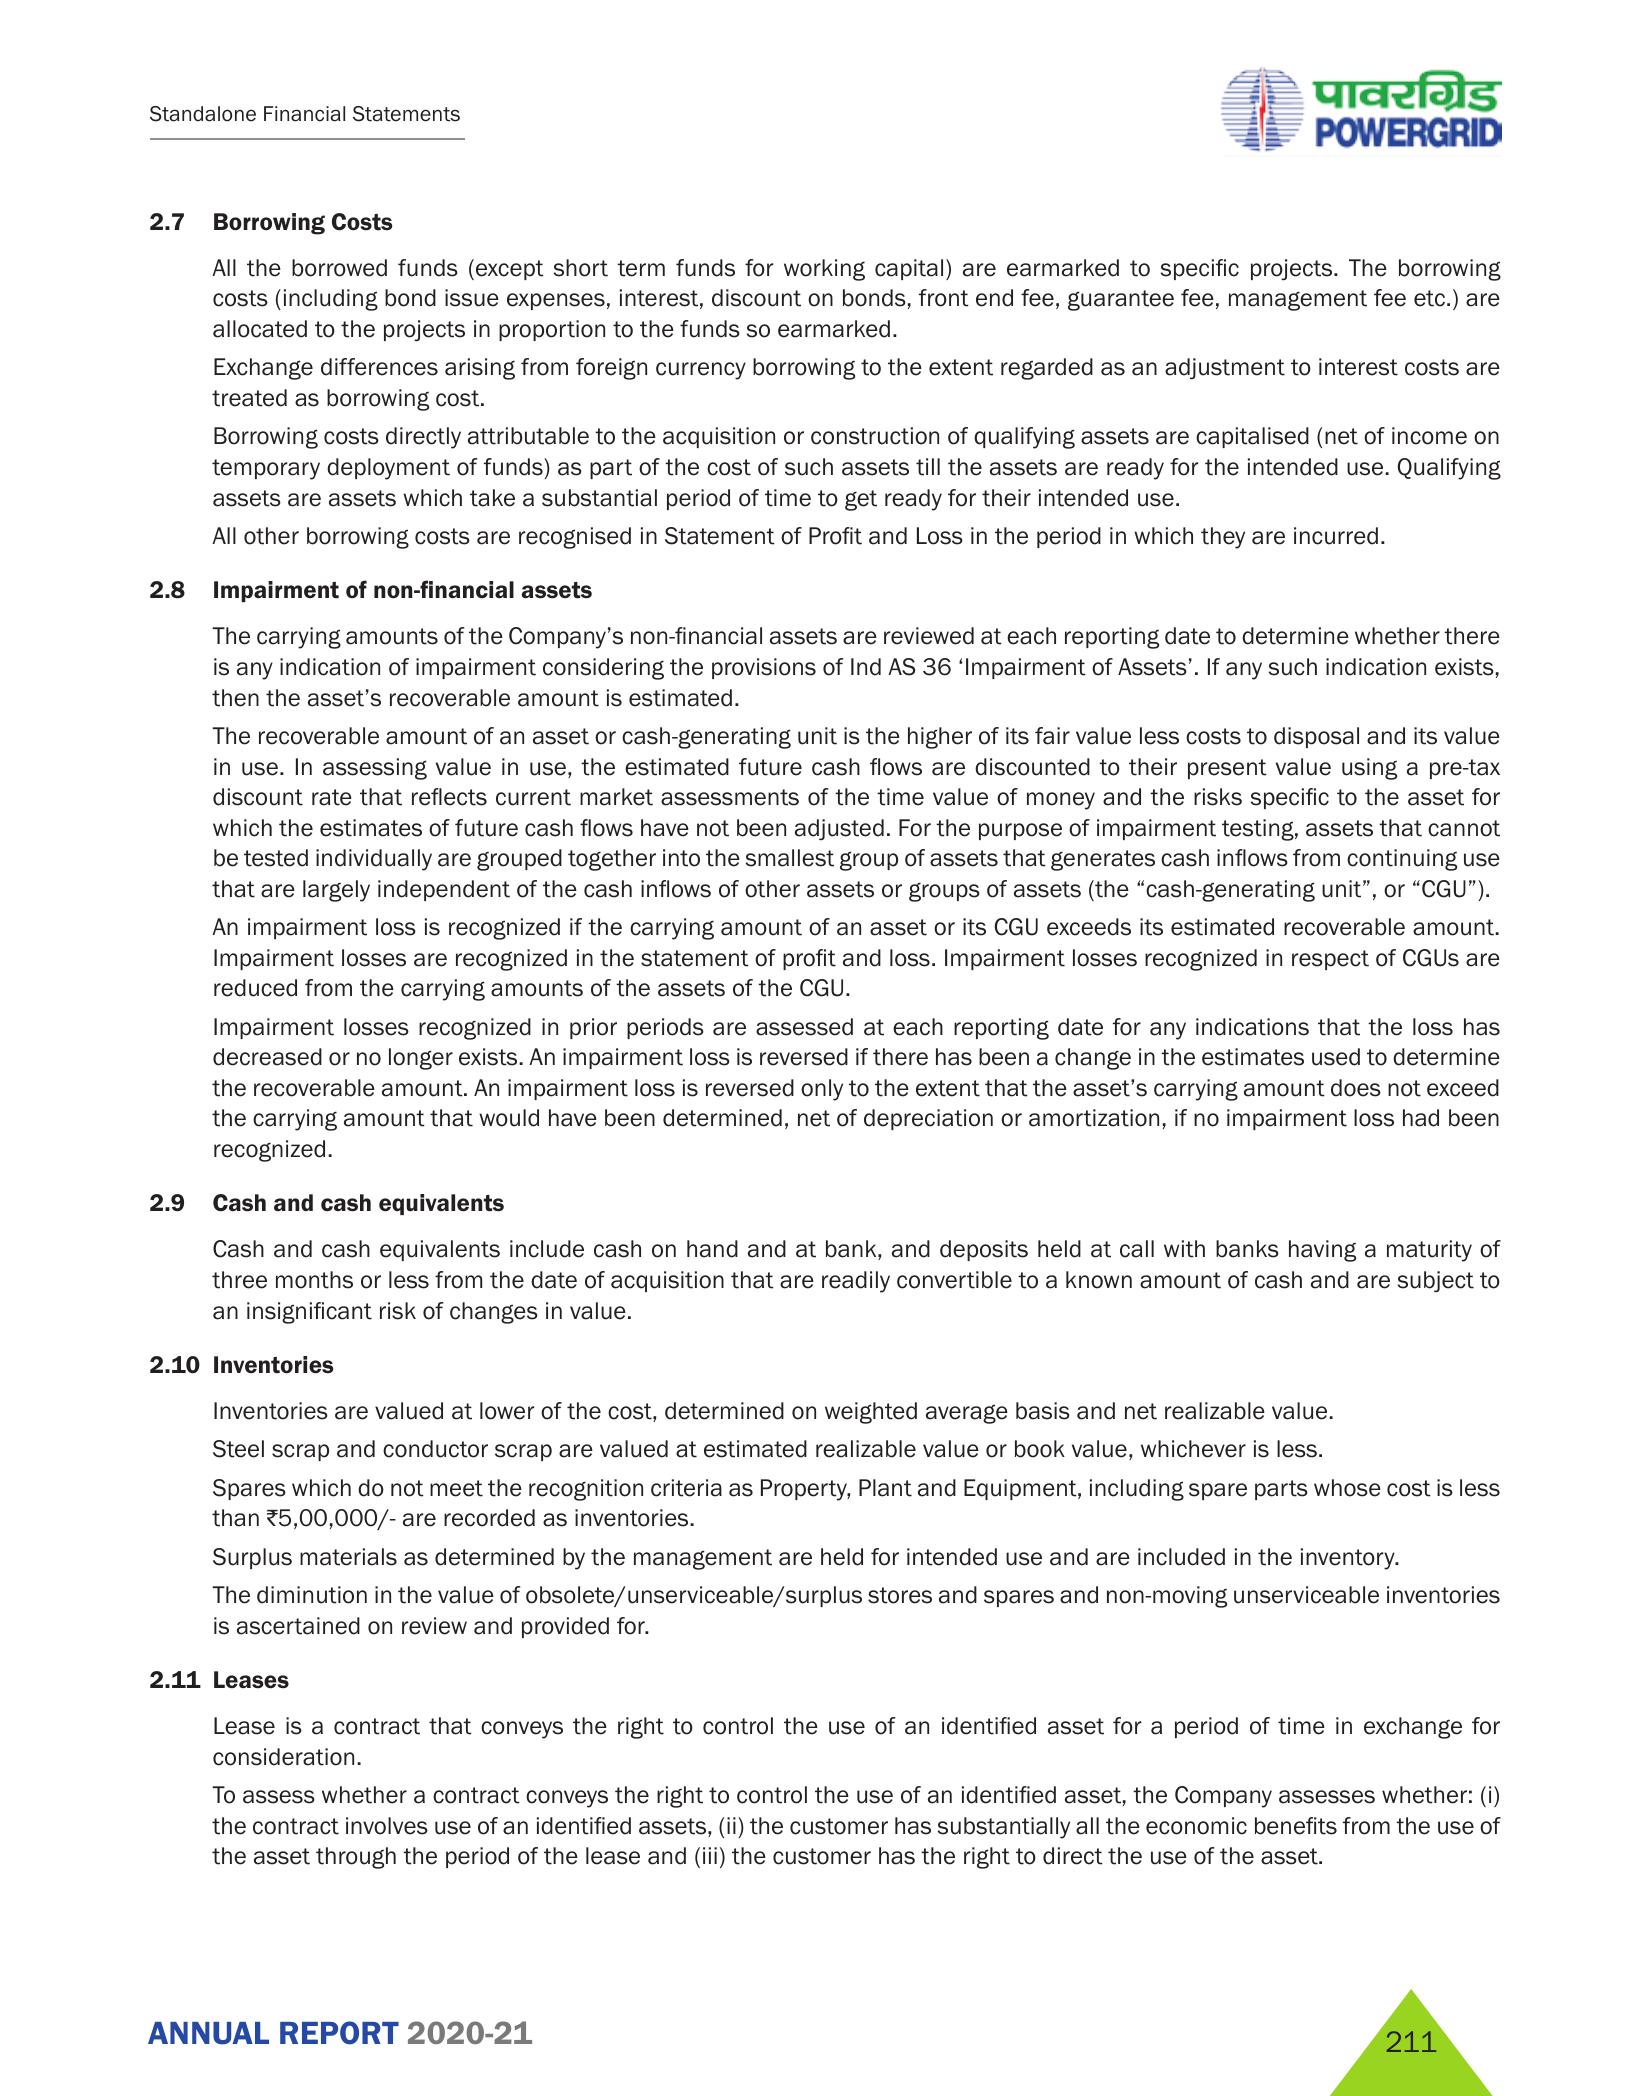 Standalone Financial Statements
पावरग्रिड
POWERGRID
2.7 Borrowing Costs
All the borrowed funds (except short term funds for working capital) are earmarked to specific projects. The borrowing
costs (including bond issue expenses, interest, discount on bonds, front end fee, guarantee fee, management fee etc.) are
allocated to the projects in proportion to the funds so earmarked.
Exchange differences arising from foreign currency borrowing to the extent regarded as an adjustment to interest costs are
treated as borrowing cost.
Borrowing costs directly attributable to the acquisition or construction of qualifying assets are capitalised (net of income on
temporary deployment of funds) as part of the cost of such assets till the assets are ready for the intended use. Qualifying
assets are assets which take a substantial period of time to get ready for their intended use.
All other borrowing costs are recognised in Statement of Profit and Loss in the period in which they are incurred.
2.8 Impairment of non-financial assets
The carrying amounts of the Company’s non-financial assets are reviewed at each reporting date to determine whether there
is any indication of impairment considering the provisions of Ind AS 36 ‘Impairment of Assets’. If any such indication exists,
then the asset’s recoverable amount is estimated.
The recoverable amount of an asset or cash-generating unit is the higher of its fair value less costs to disposal and its value
in use. In assessing value in use, the estimated future cash flows are discounted to their present value using a pre-tax
discount rate that reflects current market assessments of the time value of money and the risks specific to the asset for
which the estimates of future cash flows have not been adjusted. For the purpose of impairment testing, assets that cannot
be tested individually are grouped together into the smallest group of assets that generates cash inflows from continuing use
that are largely independent of the cash inflows of other assets or groups of assets (the “cash-generating unit”, or “CGU”).
An impairment loss is recognized if the carrying amount of an asset or its CGU exceeds its estimated recoverable amount.
Impairment losses are recognized in the statement of profit and loss. Impairment losses recognized in respect of CGUs are
reduced from the carrying amounts of the assets of the CGU.
Impairment losses recognized in prior periods are assessed at each reporting date for any indications that the loss has
decreased or no longer exists. An impairment loss is reversed if there has been a change in the estimates used to determine
the recoverable amount. An impairment loss is reversed only to the extent that the asset’s carrying amount does not exceed
the carrying amount that would have been determined, net of depreciation or amortization, if no impairment loss had been
recognized.
2.9 Cash and cash equivalents
Cash and cash equivalents include cash on hand and at bank, and deposits held at call with banks having a maturity of
three months or less from the date of acquisition that are readily convertible to a known amount of cash and are subject to
an insignificant risk of changes in value.
2.10 Inventories
Inventories are valued at lower of the cost, determined on weighted average basis and net realizable value.
Steel scrap and conductor scrap are valued at estimated realizable value or book value, whichever is less.
Spares which do not meet the recognition criteria as Property, Plant and Equipment, including spare parts whose cost is less
than ₹5,00,000/- are recorded as inventories.
Surplus materials as determined by the management are held for intended use and are included in the inventory.
The diminution in the value of obsolete/unserviceable/surplus stores and spares and non-moving unserviceable inventories
is ascertained on review and provided for.
2.11 Leases
Lease is a contract that conveys the right to control the use of an identified asset for a period of time in exchange for
consideration.
To assess whether a contract conveys the right to control the use of an identified asset, the Company assesses whether: (i)
the contract involves use of an identified assets, (ii) the customer has substantially all the economic benefits from the use of
the asset through the period of the lease and (iii) the customer has the right to direct the use of the asset.
ANNUAL REPORT 2020-21
211